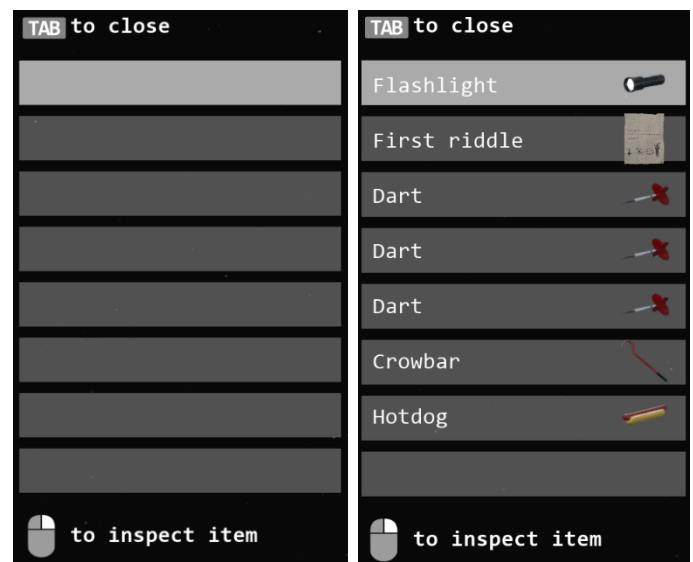 TAB to close
to inspect item
TAB to close
Flashlight
First riddle
Dart
Dart
Dart
Crowbar
Hotdog
to inspect item